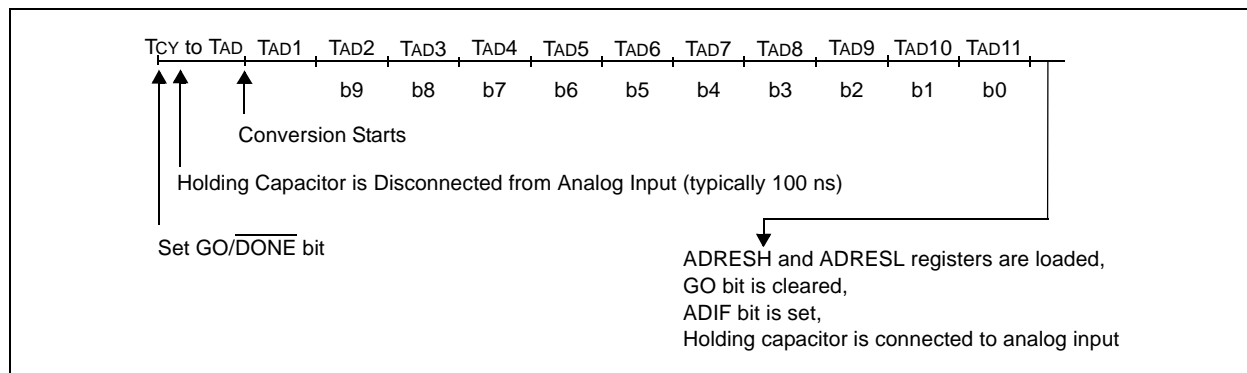 TCY to TAD TAD1 TAD2 TAD3 TAD4 TAD5 TAD6 TAD7 TAD8 TAD9 TAD10 TAD11
b9 b8 b7 b6 b5 b4 b3 b2 b1 b0
Conversion Starts
Holding Capacitor is Disconnected from Analog Input (typically 100 ns)
Set GO/DONE bit
ADRESH and ADRESL registers are loaded,
GO bit is cleared,
ADIF bit is set,
Holding capacitor is connected to analog input